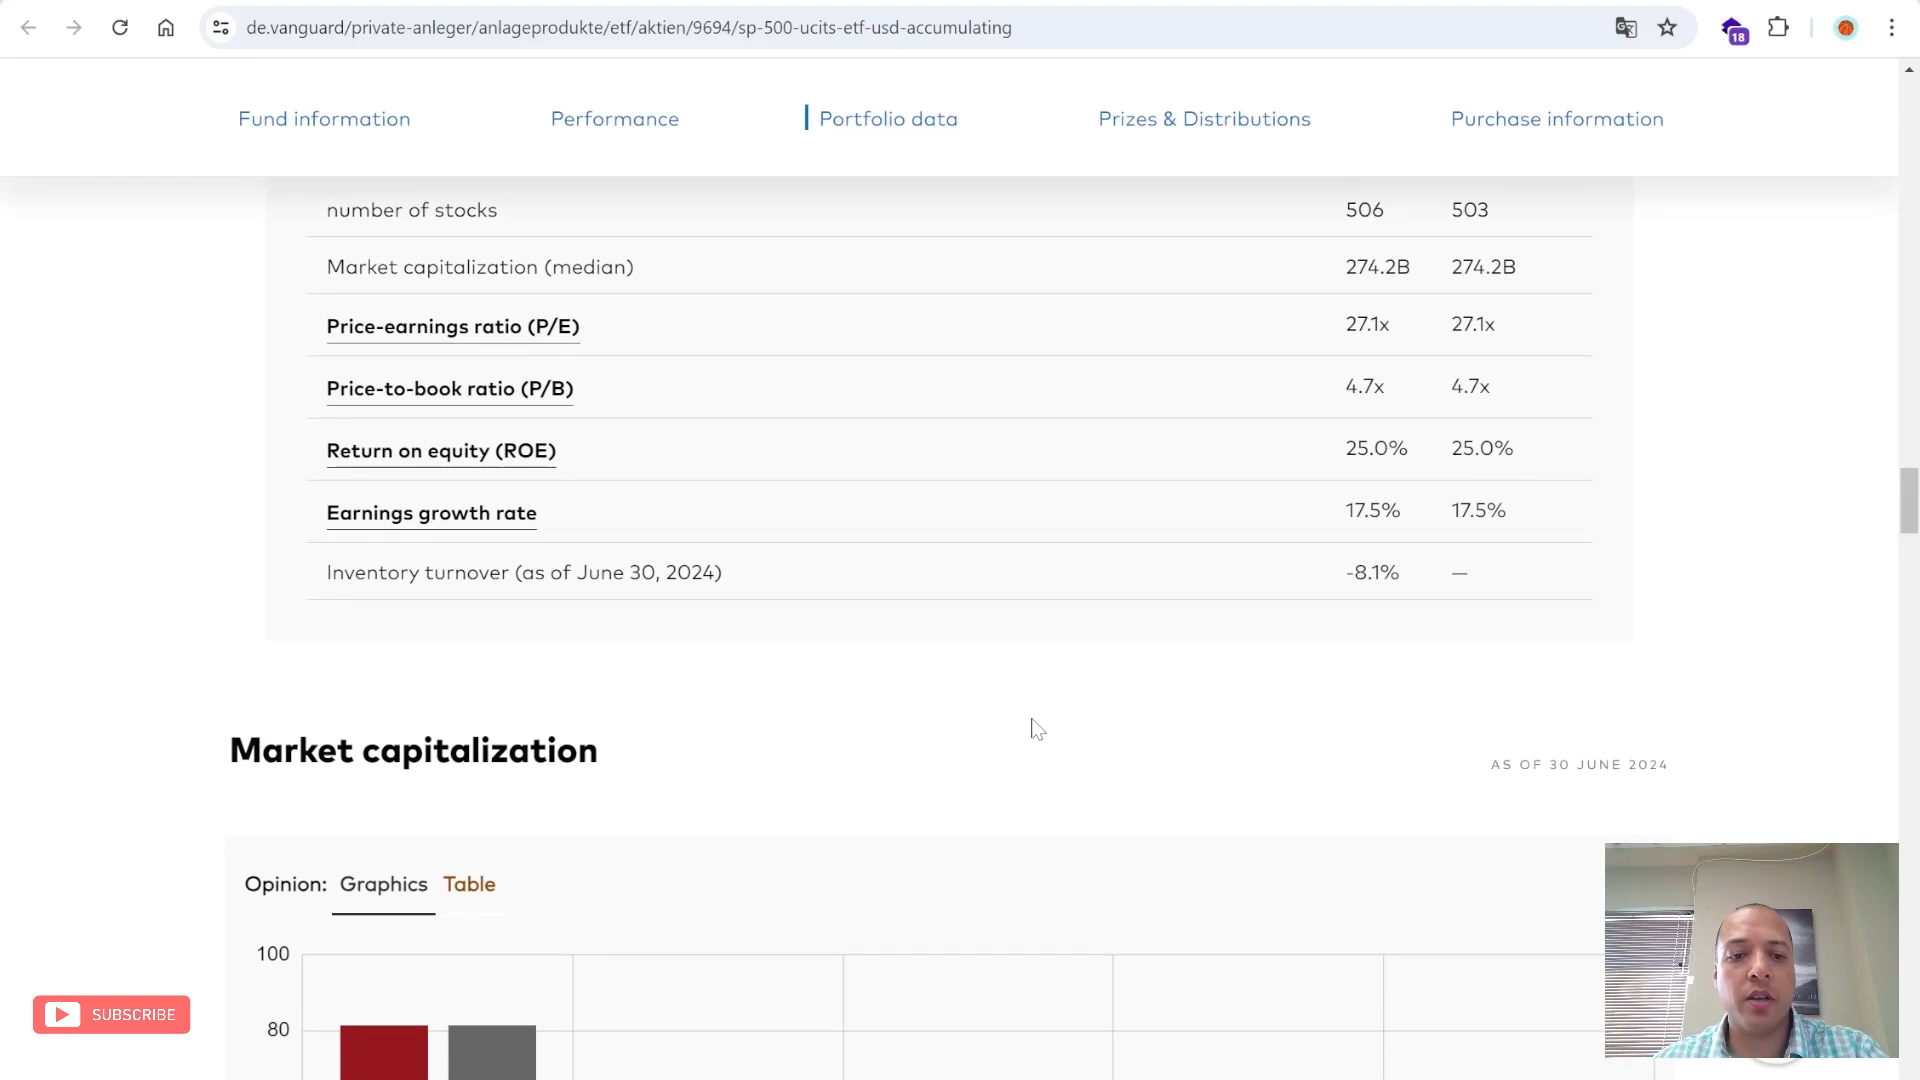 de.vanguard/private-anleger/anlageprodukte/etf/aktien/9694/sp-500-ucits-etf-usd-accumulating
18
Fund information Performance Portfolio data Prizes & Distributions Purchase information
number of stocks 506 503
Market capitalization (median) 274.2B 274.2B
Price-earnings ratio (P/E) 27.1x 27.1x
Price-to-book ratio (P/B) 4.7x 4.7x
Return on equity (ROE) 25.0% 25.0%
Earnings growth rate 17.5% 17.5%
Inventory turnover (as of June 30, 2024) -8.1% —
Market capitalization
AS OF 30 JUNE 2024
Opinion: Graphics Table
100
80
SUBSCRIBE